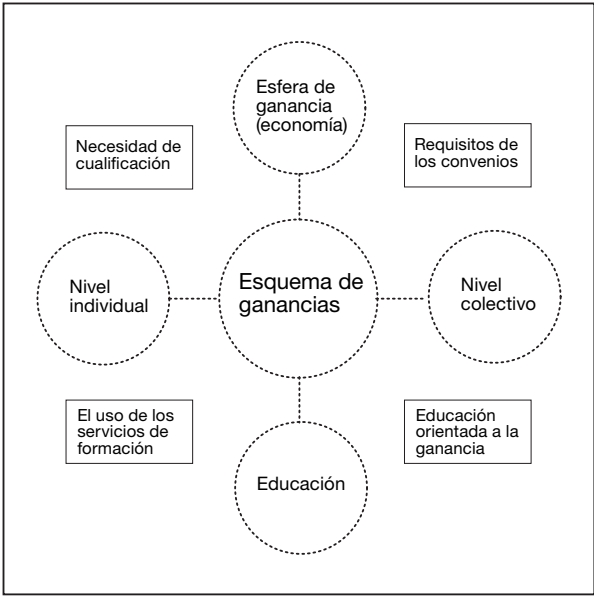 Esfera de
ganancia
(economía)
Necesidad de
cualificación
Requisitos de
los convenios
Nivel
individual
Esquema de
ganancias
Nivel
colectivo
El uso de los
servicios de
formación
Educación
orientada a la
ganancia
Educación